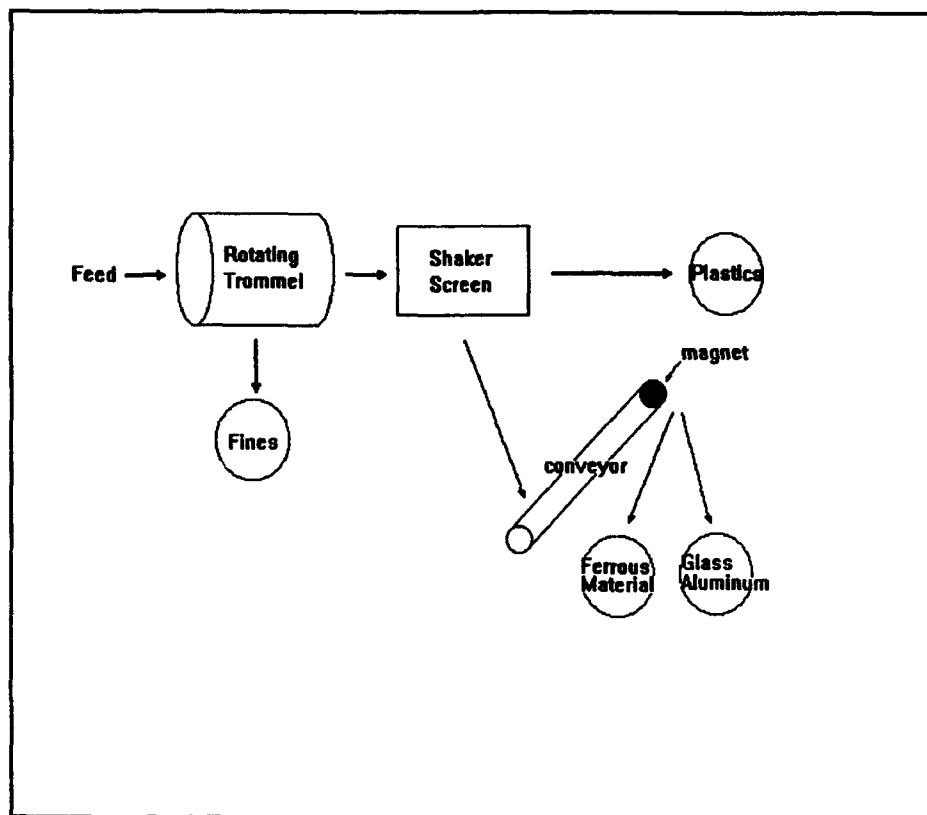 Feed
Rotating
Trommel
Shaker
Screen
Plastics
magnet
Fines
conveyor
Ferrous
Material
Glass
Aluminum